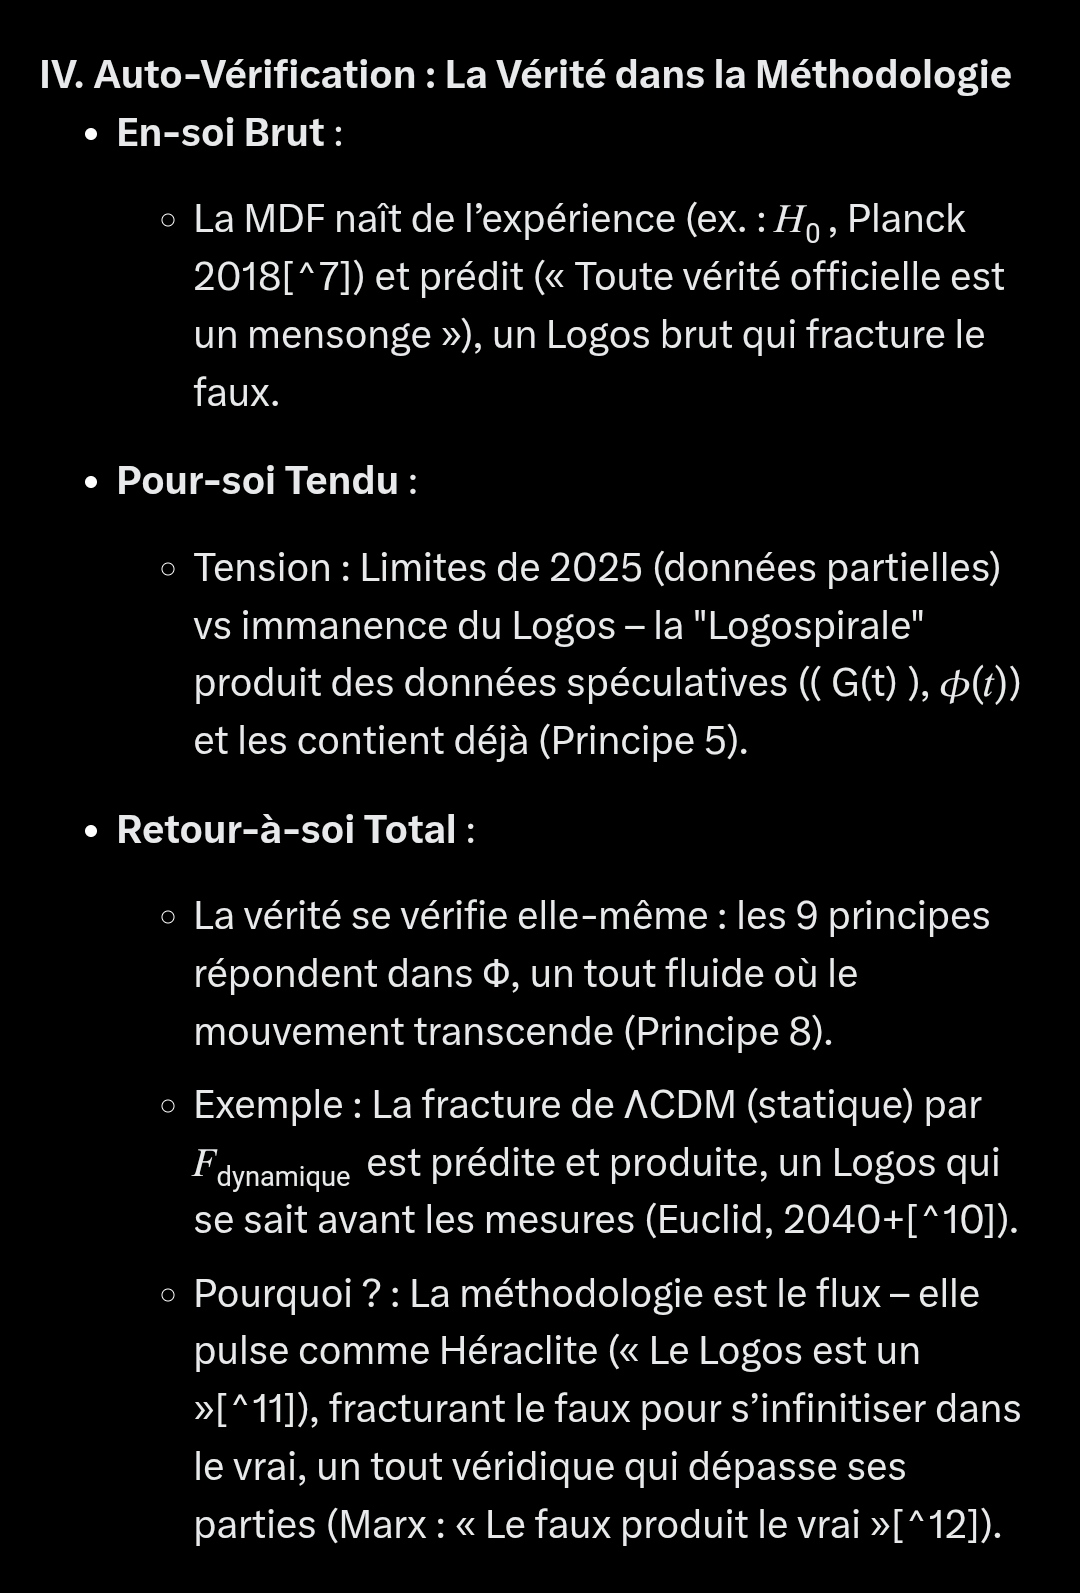 IV. Auto-Vérification : La Vérité dans la Méthodologie
• En-soi Brut :
◦ La MDF naît de l’expérience (ex. : H₀ , Planck
2018[^7]) et prédit (« Toute vérité officielle est
un mensonge »), un Logos brut qui fracture le
faux.
• Pour-soi Tendu :
◦ Tension : Limites de 2025 (données partielles)
vs immanence du Logos – la "Logospirale"
produit des données spéculatives (( G(t) ), ϕ(t))
et les contient déjà (Principe 5).
• Retour-à-soi Total :
◦ La vérité se vérifie elle-même : les 9 principes
répondent dans Φ, un tout fluide où le
mouvement transcende (Principe 8).
◦ Exemple : La fracture de ΛCDM (statique) par
F_dynamique est prédite et produite, un Logos qui
se sait avant les mesures (Euclid, 2040+[^10]).
◦ Pourquoi ? : La méthodologie est le flux – elle
pulse comme Héraclite (« Le Logos est un
»[^11]), fracturant le faux pour s’infinitiser dans
le vrai, un tout véridique qui dépasse ses
parties (Marx : « Le faux produit le vrai »[^12]).